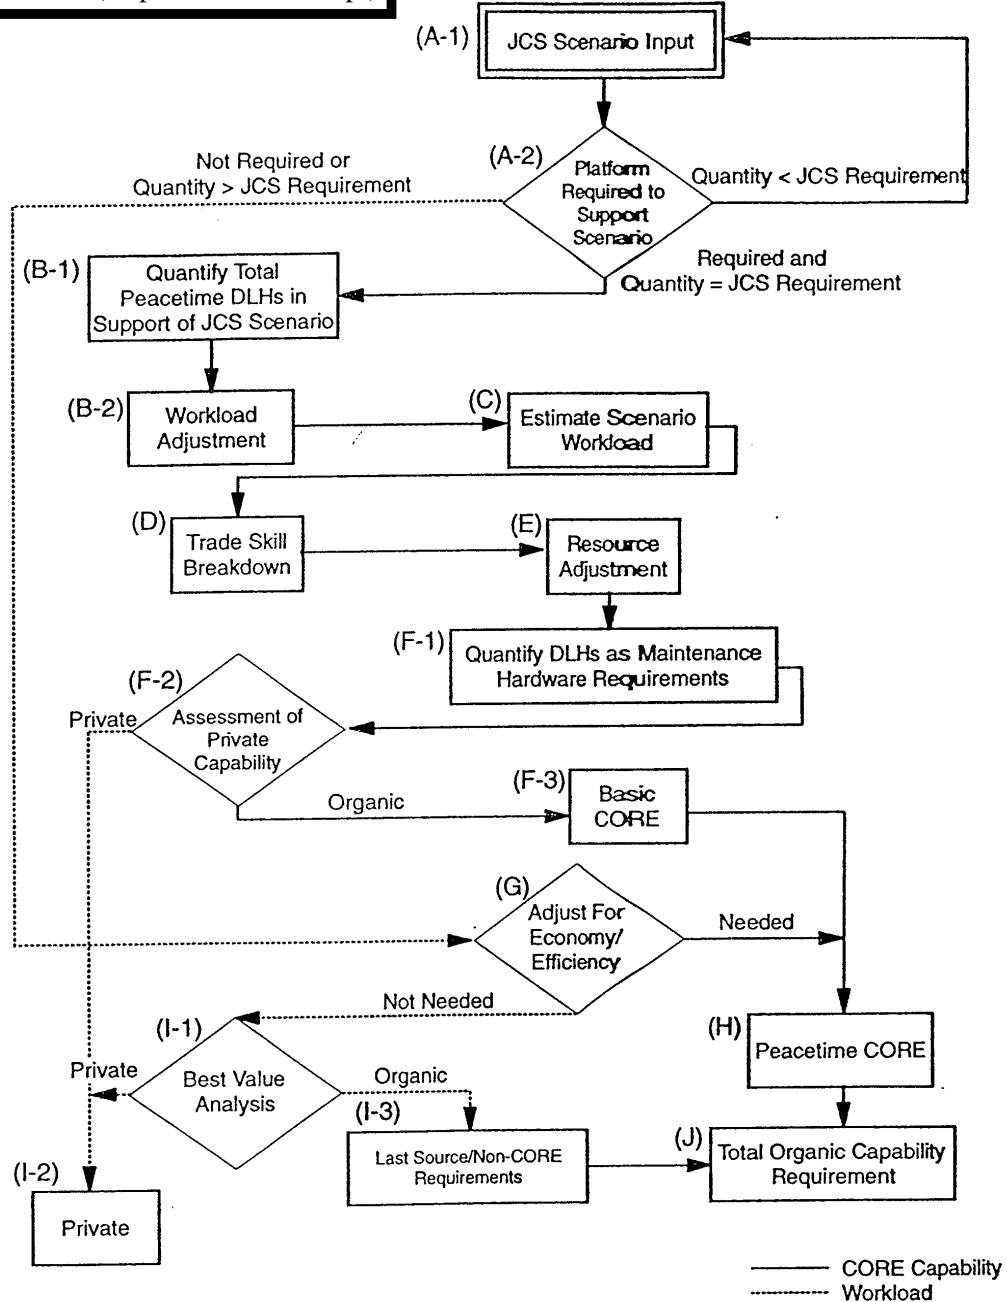 (A-1)
JCS Scenario Input
(A-2)
Platform
Required to
Support
Scenario
Not Required or
Quantity > JCS Requirement
Quantity < JCS Requirement
Required and
Quantity = JCS Requirement
(B-1)
Quantify Total
Peacetime DLHs in
Support of JCS Scenario
(B-2)
Workload
Adjustment
(C)
Estimate Scenario
Workload
(D)
Trade Skill
Breakdown
(E)
Resource
Adjustment
(F-1)
Quantify DLHs as Maintenance
Hardware Requirements
(F-2)
Private
Assessment of
Private
Capability
Organic
(F-3)
Basic
CORE
(G)
Adjust For
Economy/
Efficiency
Needed
Not Needed
(H)
Peacetime CORE
(I-1)
Private
Best Value
Analysis
Organic
(I-3)
Last Source/Non-CORE
Requirements
(J)
Total Organic Capability
Requirement
(I-2)
Private
CORE Capability
Workload